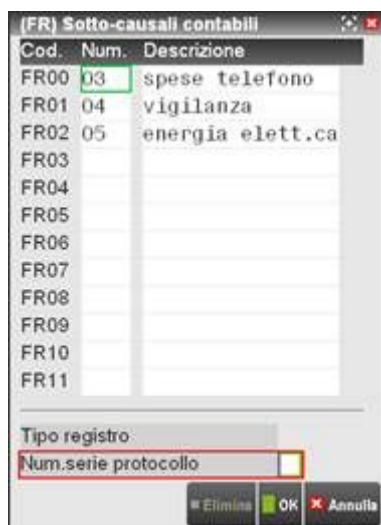 (FR) Sotto-causali contabili
Cod. Num. Descrizione
FR00 03 spese telefono
FR01 04 vigilanza
FR02 05 energia elett.ca
FR03
FR04
FR05
FR06
FR07
FR08
FR09
FR10
FR11
Tipo registro
Num.serie protocollo
Elimina OK Annulla